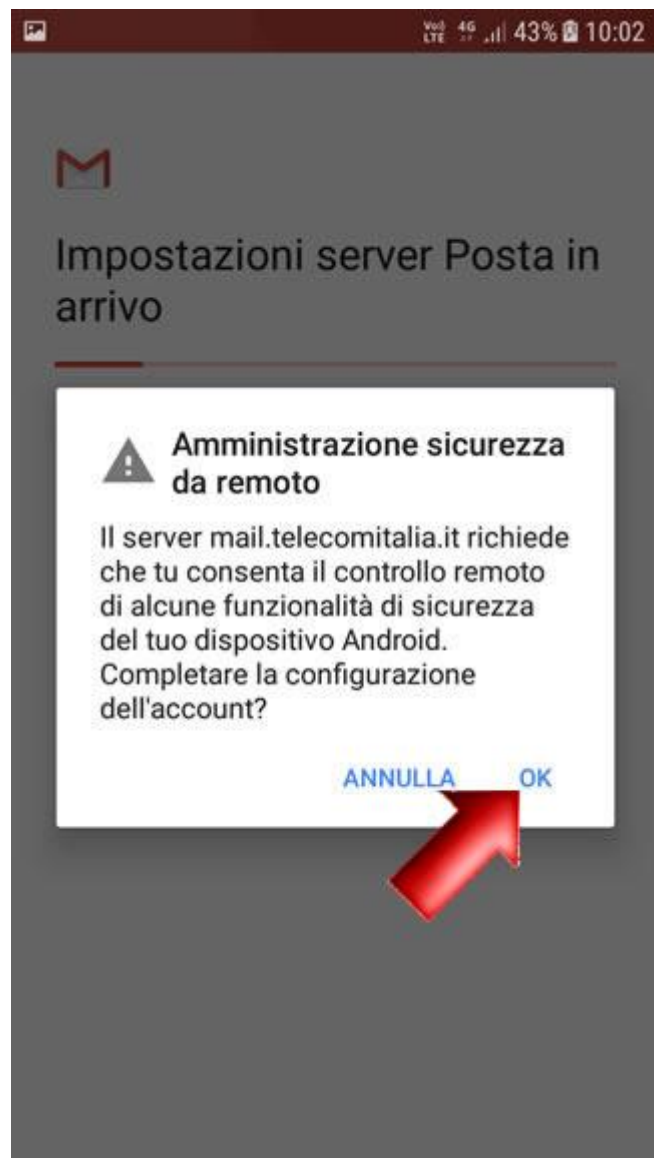 VoLTE 4G 43% 10:02
Impostazioni server Posta in
arrivo
Amministrazione sicurezza
da remoto
Il server mail.telecomitalia.it richiede
che tu consenta il controllo remoto
di alcune funzionalità di sicurezza
del tuo dispositivo Android.
Completare la configurazione
dell'account?
ANNULLA OK